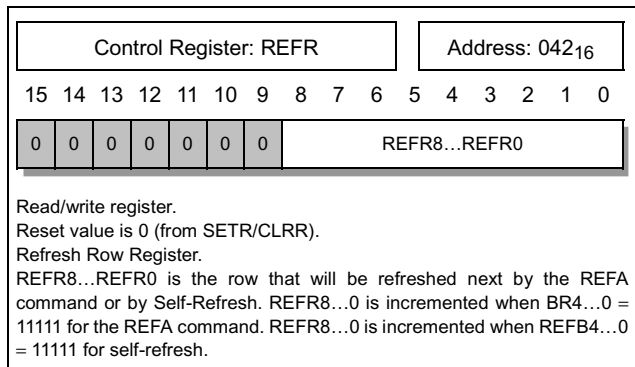 Control Register: REFR
Address: 042₁₆
15 14 13 12 11 10 9 8 7 6 5 4 3 2 1 0
0 0 0 0 0 0 0 REFR8...REFR0
Read/write register.
Reset value is 0 (from SETR/CLRR).
Refresh Row Register.
REFR8...REFR0 is the row that will be refreshed next by the REFA
command or by Self-Refresh. REFR8...0 is incremented when BR4...0 =
11111 for the REFA command. REFR8...0 is incremented when REFB4...0
= 11111 for self-refresh.